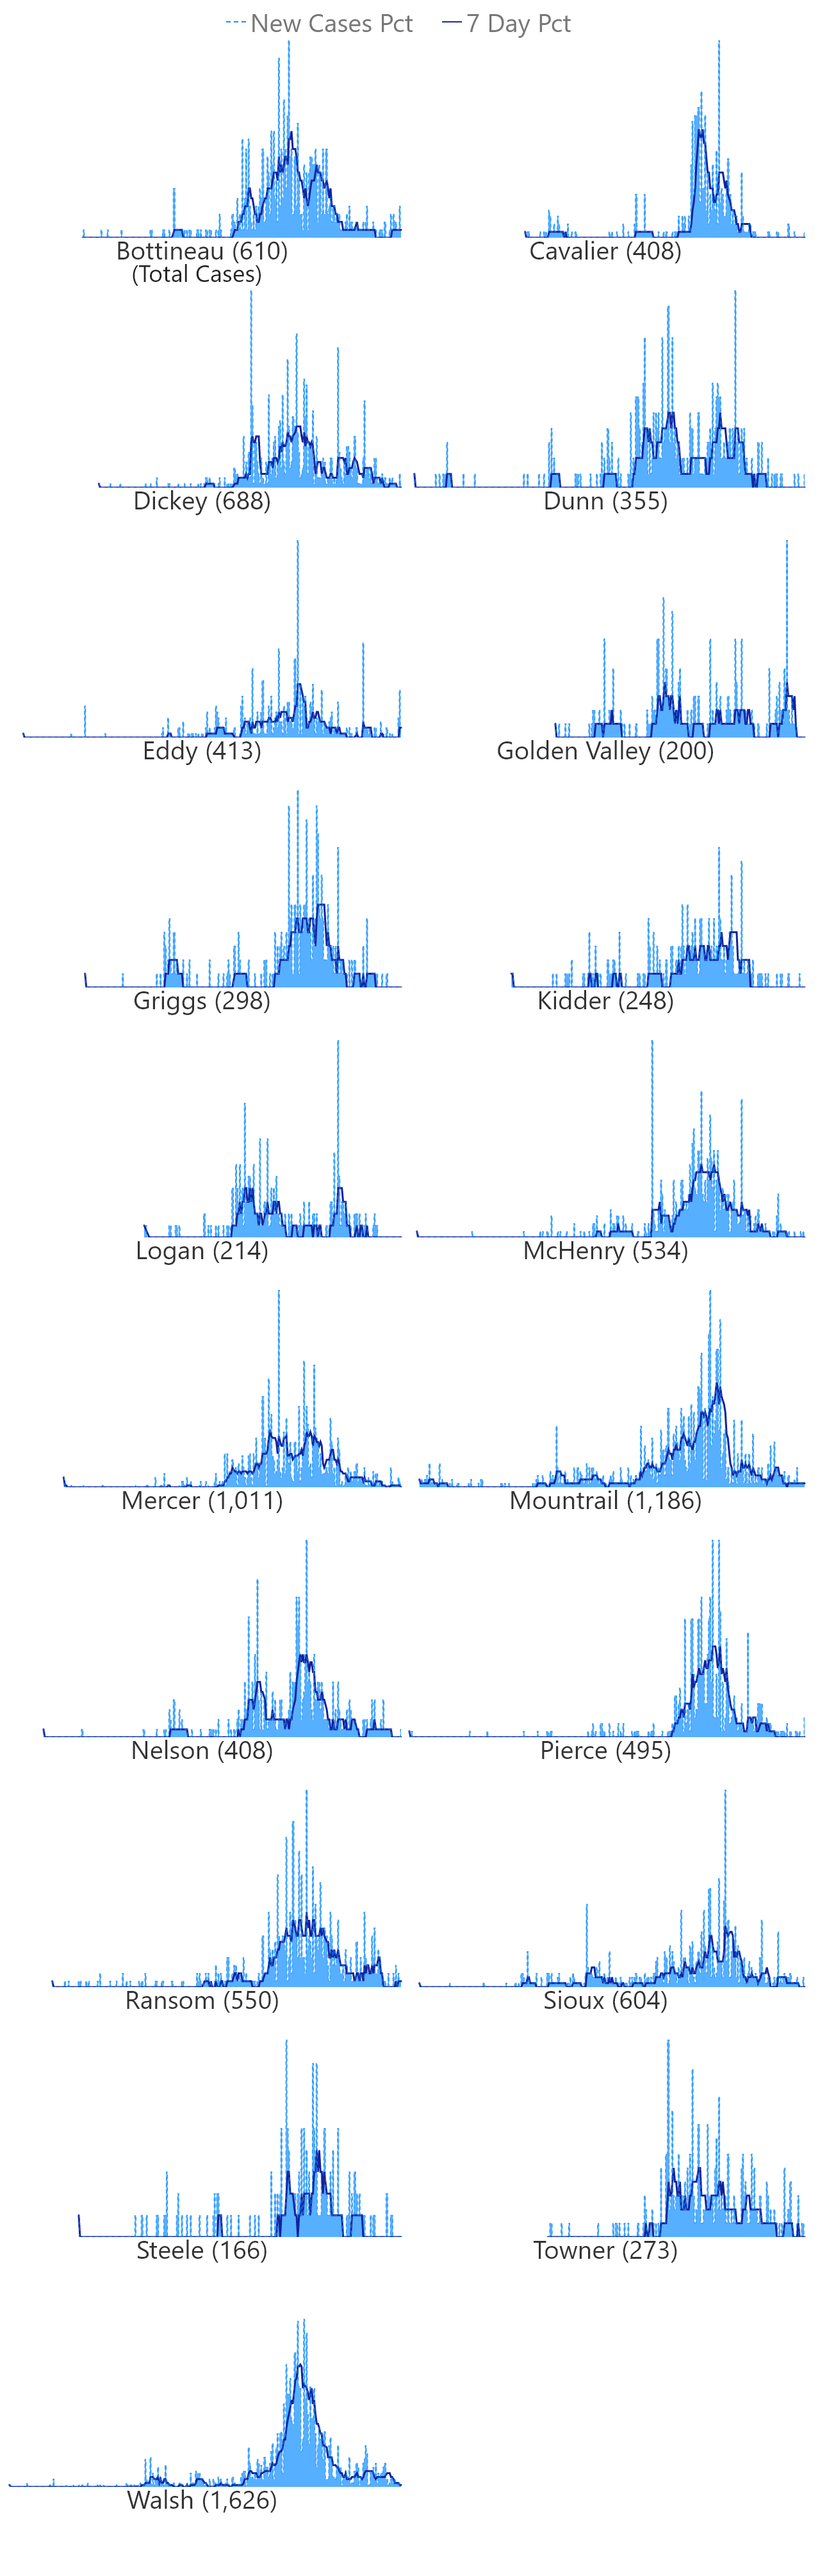 New Cases Pct 7 Day Pct
Bottineau (610) Cavalier (408)
(Total Cases)
Dickey (688) Dunn (355)
Eddy (413) Golden Valley (200)
Griggs (298) Kidder (248)
Logan (214) McHenry (534)
Mercer (1,011) Mountrail (1,186)
Nelson (408) Pierce (495)
Ransom (550) Sioux (604)
Steele (166) Towner (273)
Walsh (1,626)